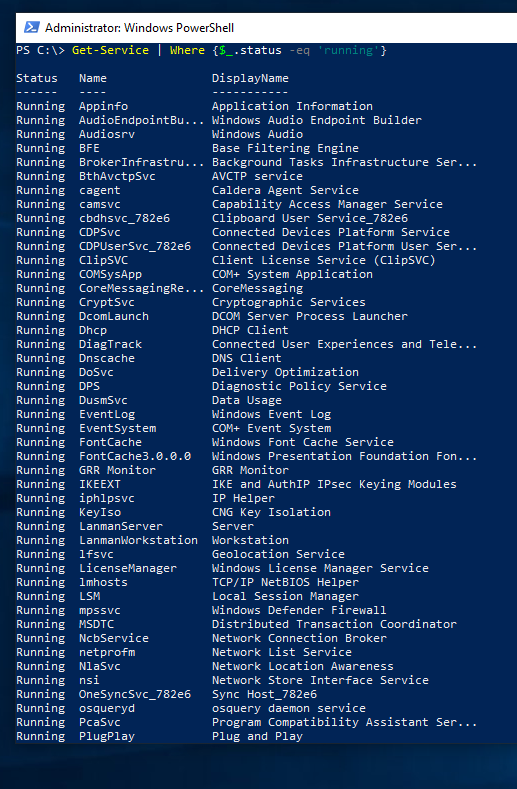 Administrator: Windows PowerShell
PS C:\> Get-Service | Where {$_.status -eq 'running'}
Status   Name               DisplayName
------   ----               -----------
Running  Appinfo            Application Information
Running  AudioEndpointBu... Windows Audio Endpoint Builder
Running  Audiosrv           Windows Audio
Running  BFE                Base Filtering Engine
Running  BrokerInfrastru... Background Tasks Infrastructure Ser...
Running  BthAvctpSvc        AVCTP service
Running  cagent             Caldera Agent Service
Running  camsvc             Capability Access Manager Service
Running  cbdhsvc_782e6      Clipboard User Service_782e6
Running  CDPSvc             Connected Devices Platform Service
Running  CDPUserSvc_782e6   Connected Devices Platform User Ser...
Running  ClipSVC            Client License Service (ClipSVC)
Running  COMSysApp          COM+ System Application
Running  CoreMessagingRe... CoreMessaging
Running  CryptSvc           Cryptographic Services
Running  DcomLaunch         DCOM Server Process Launcher
Running  Dhcp               DHCP Client
Running  DiagTrack          Connected User Experiences and Tele...
Running  Dnscache           DNS Client
Running  DoSvc              Delivery Optimization
Running  DPS                Diagnostic Policy Service
Running  DusmSvc            Data Usage
Running  EventLog           Windows Event Log
Running  EventSystem        COM+ Event System
Running  FontCache          Windows Font Cache Service
Running  FontCache3.0.0.0   Windows Presentation Foundation Fon...
Running  GRR Monitor        GRR Monitor
Running  IKEEXT             IKE and AuthIP IPsec Keying Modules
Running  iphlpsvc           IP Helper
Running  KeyIso             CNG Key Isolation
Running  LanmanServer       Server
Running  LanmanWorkstation  Workstation
Running  lfsvc              Geolocation Service
Running  LicenseManager     Windows License Manager Service
Running  lmhosts            TCP/IP NetBIOS Helper
Running  LSM                Local Session Manager
Running  mpssvc             Windows Defender Firewall
Running  MSDTC              Distributed Transaction Coordinator
Running  NcbService         Network Connection Broker
Running  netprofm           Network List Service
Running  NlaSvc             Network Location Awareness
Running  nsi                Network Store Interface Service
Running  OneSyncSvc_782e6   Sync Host_782e6
Running  osqueryd           osquery daemon service
Running  PcaSvc             Program Compatibility Assistant Ser...
Running  PlugPlay           Plug and Play